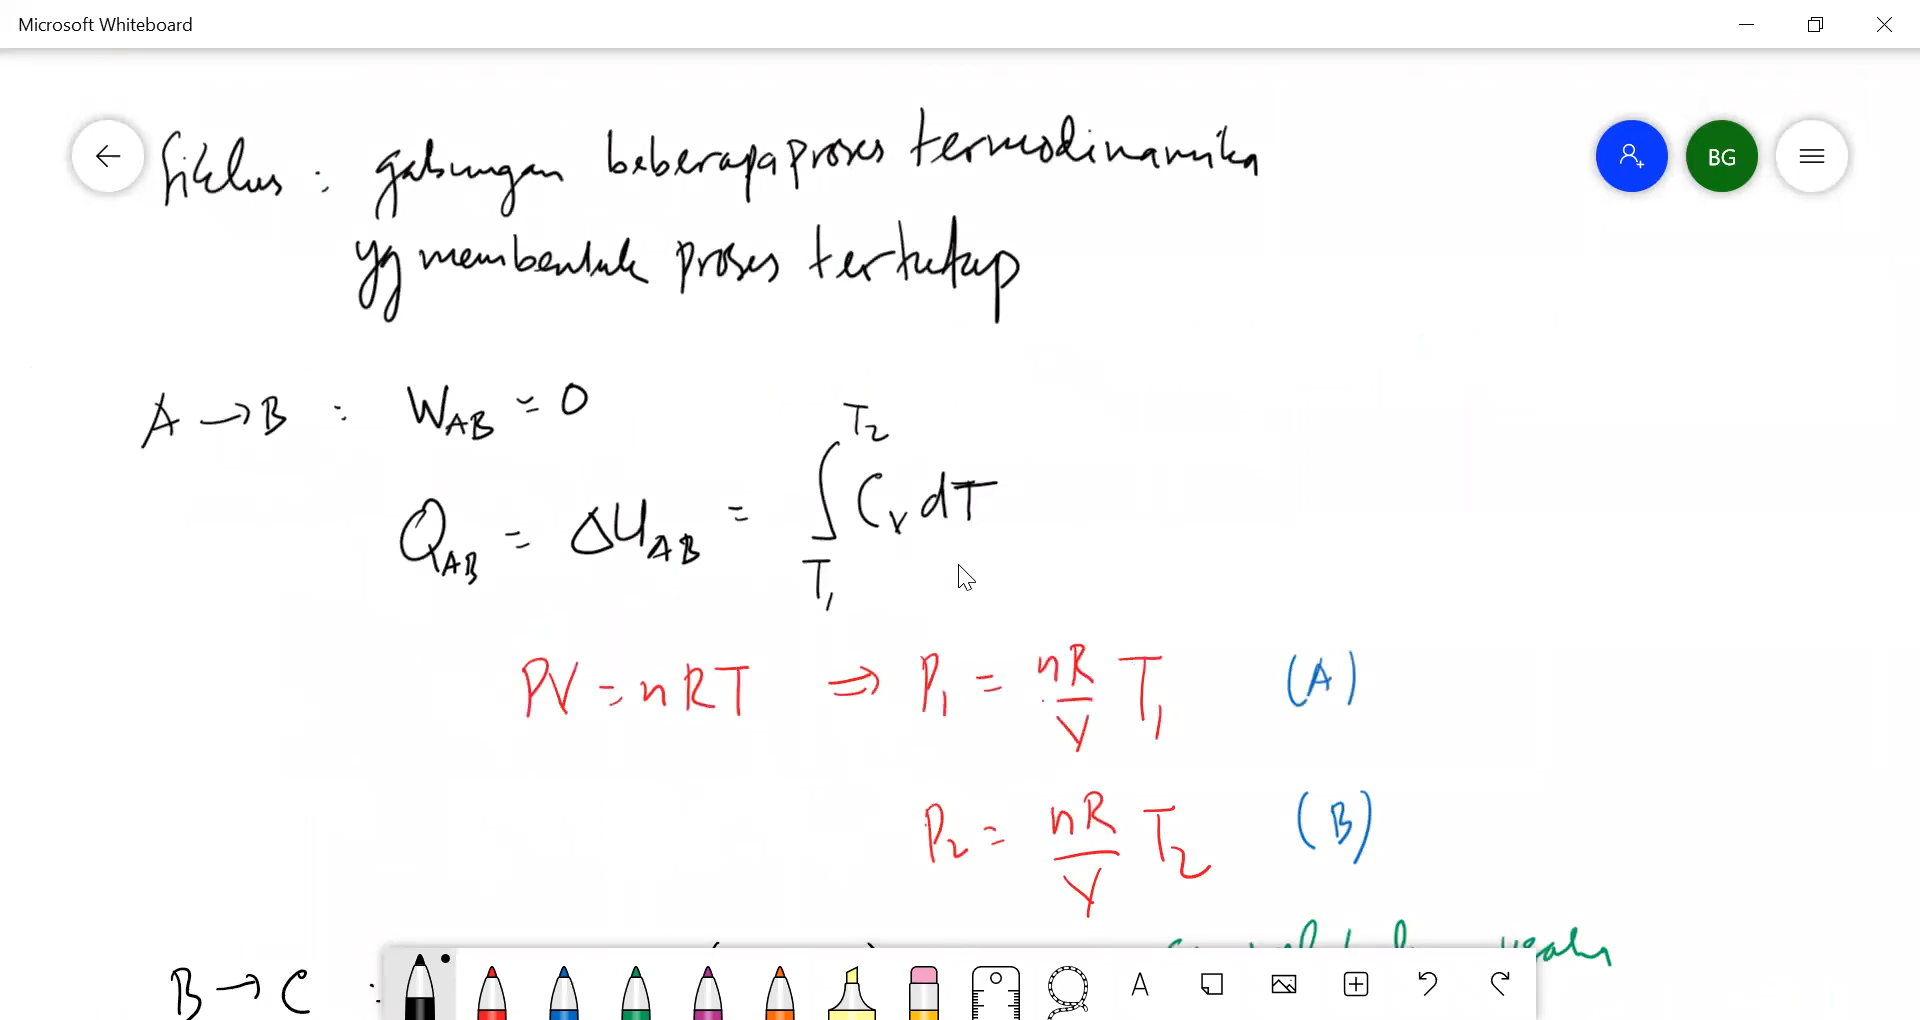 Microsoft Whiteboard
BG
Siklus : gabungan beberapa proses termodinamika
yg membentuk proses tertutup
A → B : W_AB = 0
Q_AB = ΔU_AB = ∫_T₁^T₂ C_V dT
PV = nRT ⇒ P₁ = nR/V T₁ (A)
P₂ = nR/V T₂ (B)
B → C :
A